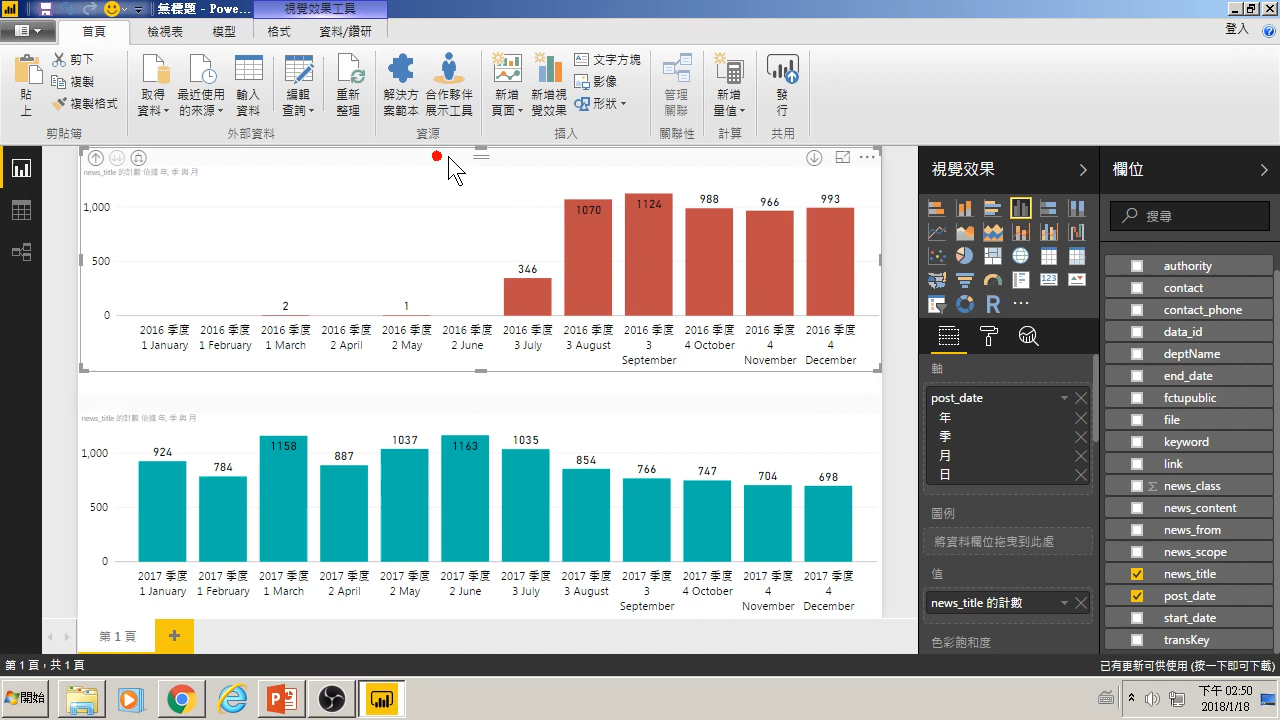 無標題 - Powe...
視覺效果工具
首頁
檢視表
模型
格式
資料/鑽研
登入
貼上
剪下
複製
複製格式
取得資料
最近使用的來源
輸入資料
編輯查詢
重新整理
解決方案範本
合作夥伴展示工具
新增頁面
新增視覺效果
文字方塊
影像
形狀
管理關聯
新增量值
發行
剪貼簿
外部資料
資源
插入
關聯性
計算
共用
news_title 的計數 依據 年, 季 與 月
1,000
500
0
2
1
346
1070
1124
988
966
993
2016 季度 1 January
2016 季度 1 February
2016 季度 1 March
2016 季度 2 April
2016 季度 2 May
2016 季度 2 June
2016 季度 3 July
2016 季度 3 August
2016 季度 3 September
2016 季度 4 October
2016 季度 4 November
2016 季度 4 December
news_title 的計數 依據 年, 季 與 月
1,000
500
0
924
784
1158
887
1037
1163
1035
854
766
747
704
698
2017 季度 1 January
2017 季度 1 February
2017 季度 1 March
2017 季度 2 April
2017 季度 2 May
2017 季度 2 June
2017 季度 3 July
2017 季度 3 August
2017 季度 3 September
2017 季度 4 October
2017 季度 4 November
2017 季度 4 December
視覺效果
R
123
軸
post_date
年
季
月
日
圖例
將資料欄位拖曳到此處
值
news_title 的計數
色彩飽和度
欄位
搜尋
authority
contact
contact_phone
data_id
deptName
end_date
fctupublic
file
keyword
link
Σ news_class
news_content
news_from
news_scope
news_title
post_date
start_date
transKey
第 1 頁
第 1 頁，共 1 頁
已有更新可供使用 (按一下即可下載)
開始
下午 02:50
2018/1/18